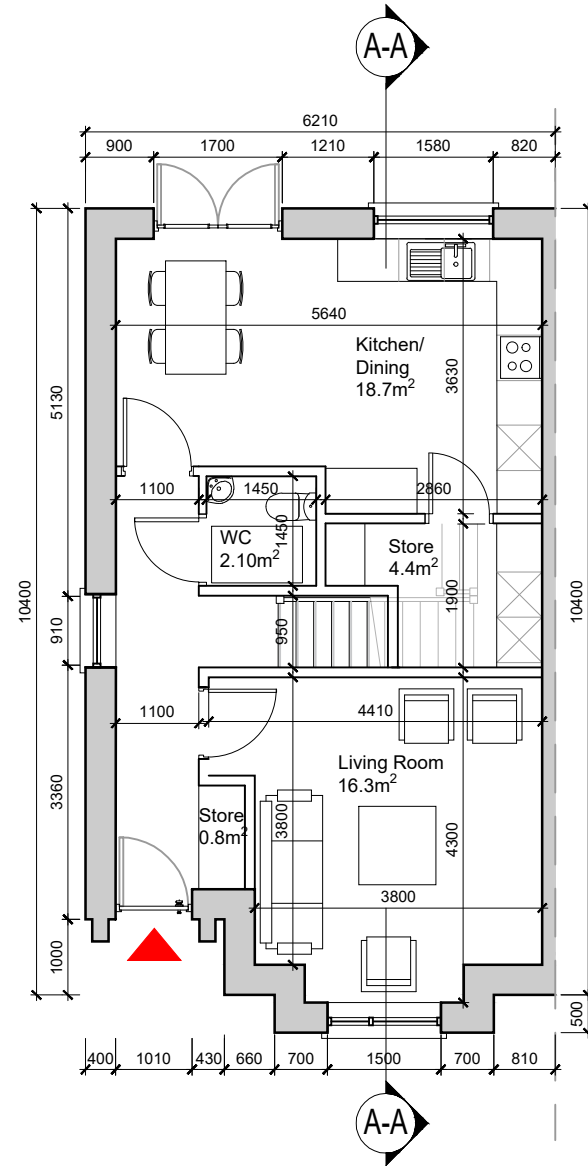 A-A
6210
900
1700
1210
1580
820
5640
Kitchen/
Dining
18.7m²
3630
5130
10400
10400
1100
1450
2860
WC
2.10m²
1450
Store
4.4m²
1900
910
950
1100
4410
Living Room
16.3m²
3360
Store
0.8m²
3800
4300
3800
1000
500
400
1010
430
660
700
1500
700
810
A-A